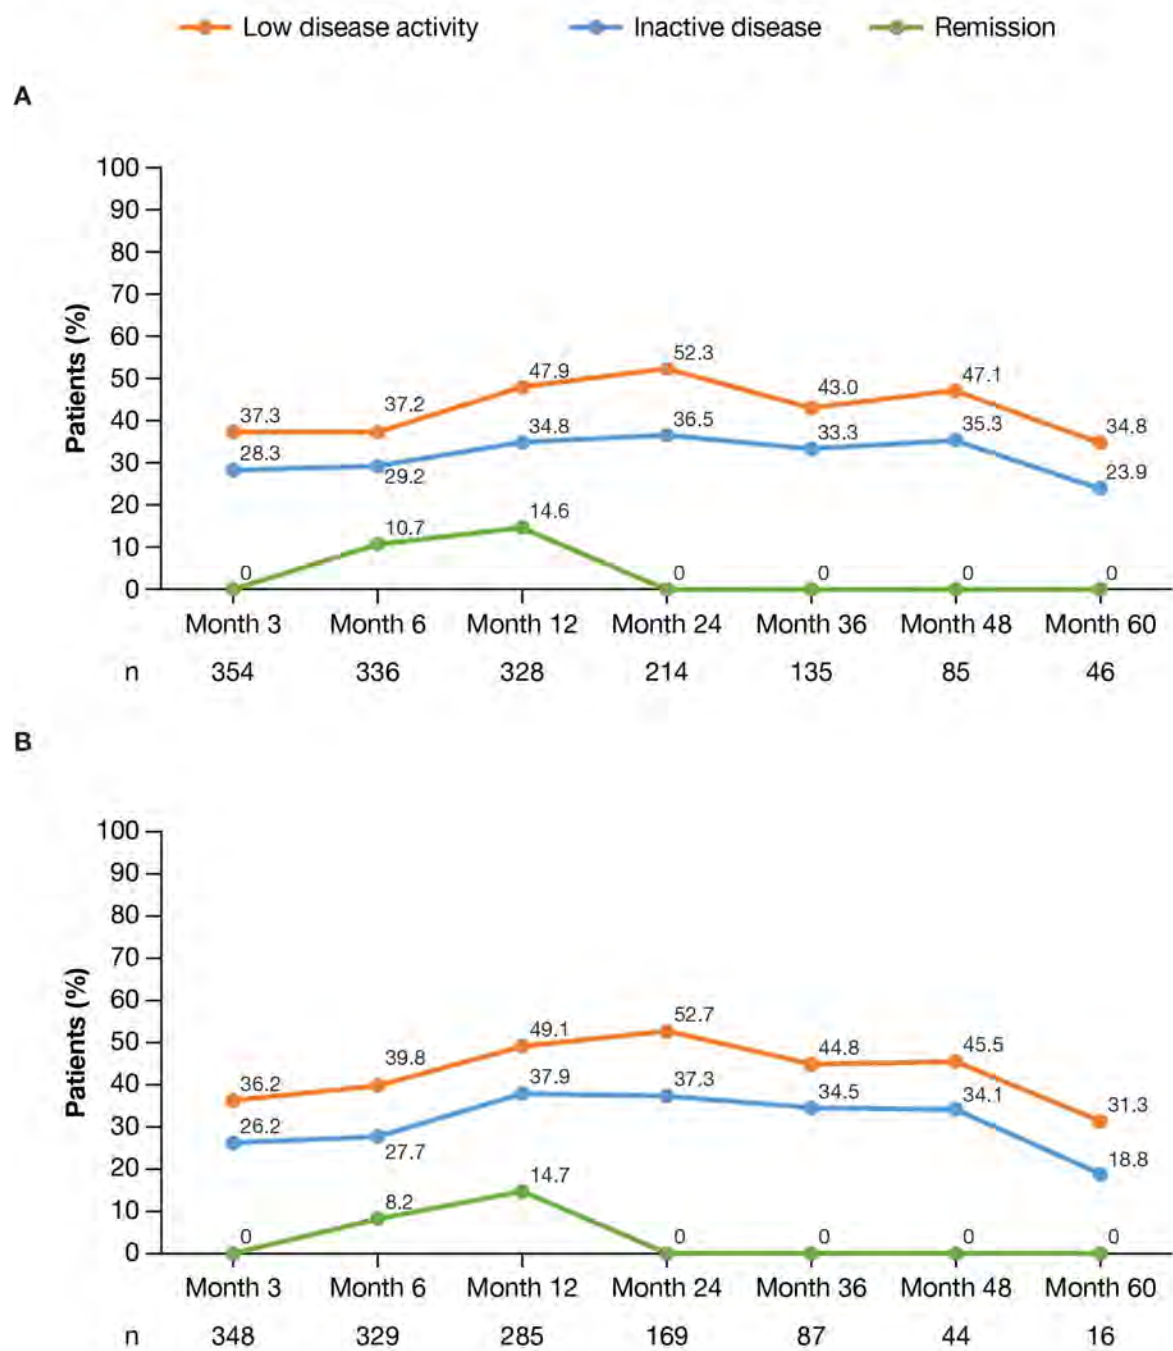 Low disease activity Inactive disease Remission
A
Patients (%)
100
90
80
70
60
50
40
30
20
10
0
37.3 37.2 47.9 52.3 43.0 47.1 34.8
28.3 29.2 34.8 36.5 33.3 35.3 23.9
0 10.7 14.6 0 0 0 0
Month 3 Month 6 Month 12 Month 24 Month 36 Month 48 Month 60
n 354 336 328 214 135 85 46
B
Patients (%)
100
90
80
70
60
50
40
30
20
10
0
36.2 39.8 49.1 52.7 44.8 45.5 31.3
26.2 27.7 37.9 37.3 34.5 34.1 18.8
0 8.2 14.7 0 0 0 0
Month 3 Month 6 Month 12 Month 24 Month 36 Month 48 Month 60
n 348 329 285 169 87 44 16